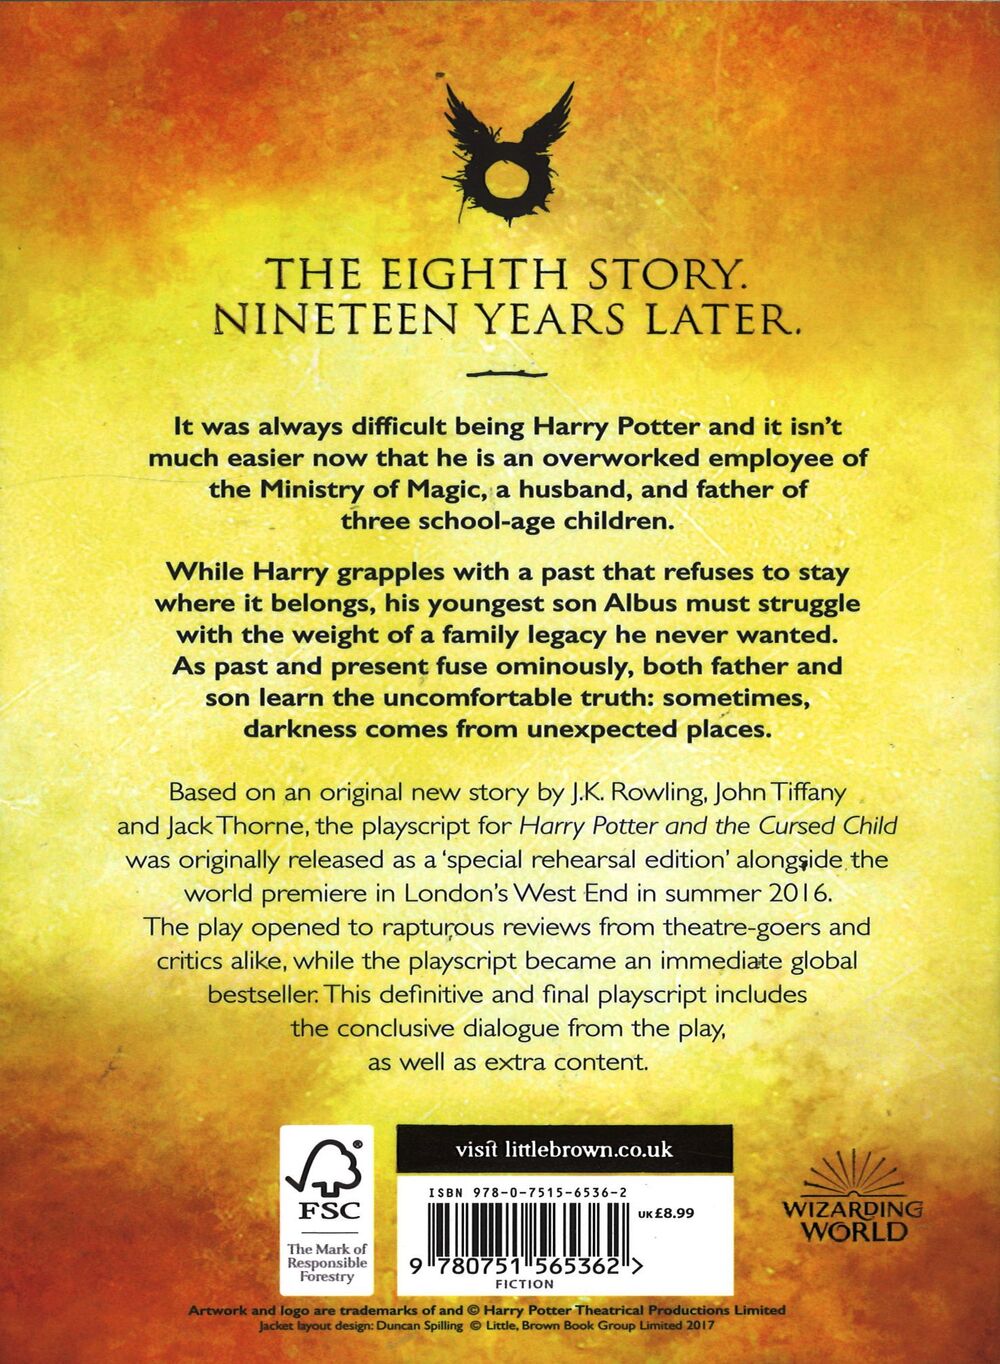 THE EIGHTH STORY.
NINETEEN YEARS LATER.
It was always difficult being Harry Potter and it isn't
much easier now that he is an overworked employee of
the Ministry of Magic, a husband, and father of
three school-age children.
While Harry grapples with a past that refuses to stay
where it belongs, his youngest son Albus must struggle
with the weight of a family legacy he never wanted.
As past and present fuse ominously, both father and
son learn the uncomfortable truth: sometimes,
darkness comes from unexpected places.
Based on an original new story by J.K. Rowling, John Tiffany
and Jack Thorne, the playscript for Harry Potter and the Cursed Child
was originally released as a 'special rehearsal edition' alongside the
world premiere in London's West End in summer 2016.
The play opened to rapturous reviews from theatre-goers and
critics alike, while the playscript became an immediate global
bestseller. This definitive and final playscript includes
the conclusive dialogue from the play,
as well as extra content.
®
FSC
The Mark of
Responsible
Forestry
visit littlebrown.co.uk
ISBN 978-0-7515-6536-2
UK £8.99
9 780751 565362 >
FICTION
WIZARDING
WORLD
Artwork and logo are trademarks of and © Harry Potter Theatrical Productions Limited
Jacket layout design: Duncan Spilling © Little, Brown Book Group Limited 2017